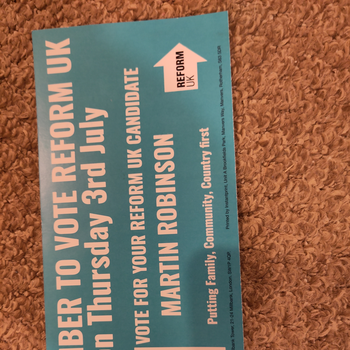 BER TO VOTE REFORM UK
n Thursday 3rd July
VOTE FOR YOUR REFORM UK CANDIDATE
MARTIN ROBINSON
Putting Family, Community, Country first
REFORM
UK